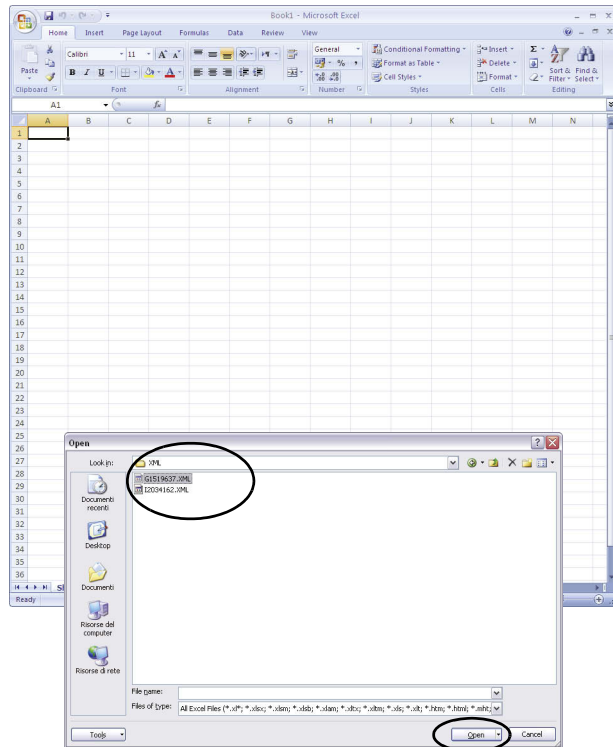 Book1 - Microsoft Excel
Home Insert Page Layout Formulas Data Review View
Calibri 11 A A General Conditional Formatting Insert Σ
Paste B I U A % , Format as Table Delete Sort & Filter Find & Select
Cell Styles Format
Clipboard Font Alignment Number Styles Cells Editing
A1 fx
A B C D E F G H I J K L M N
1
2
3
4
5
6
7
8
9
10
11
12
13
14
15
16
17
18
19
20
21
22
23
24
25
26
27
28
29
30
31
32
33
34
35
36
Ready
Open
Look in: XML
G1519637.XML
I2034162.XML
Documenti recenti
Desktop
Documenti
Risorse del computer
Risorse di rete
File name:
Files of type: All Excel Files (*.xl*; *.xlsx; *.xlsm; *.xlsb; *.xlam; *.xltx; *.xltm; *.xls; *.xlt; *.htm; *.html; *.mht;
Tools Open Cancel